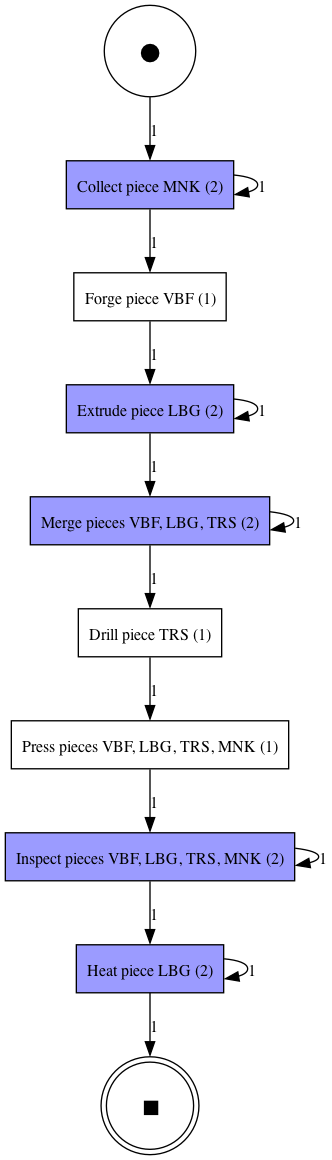 1
Collect piece MNK (2)
1
1
Forge piece VBF (1)
1
Extrude piece LBG (2)
1
1
Merge pieces VBF, LBG, TRS (2)
1
1
Drill piece TRS (1)
1
Press pieces VBF, LBG, TRS, MNK (1)
1
Inspect pieces VBF, LBG, TRS, MNK (2)
1
1
Heat piece LBG (2)
1
1